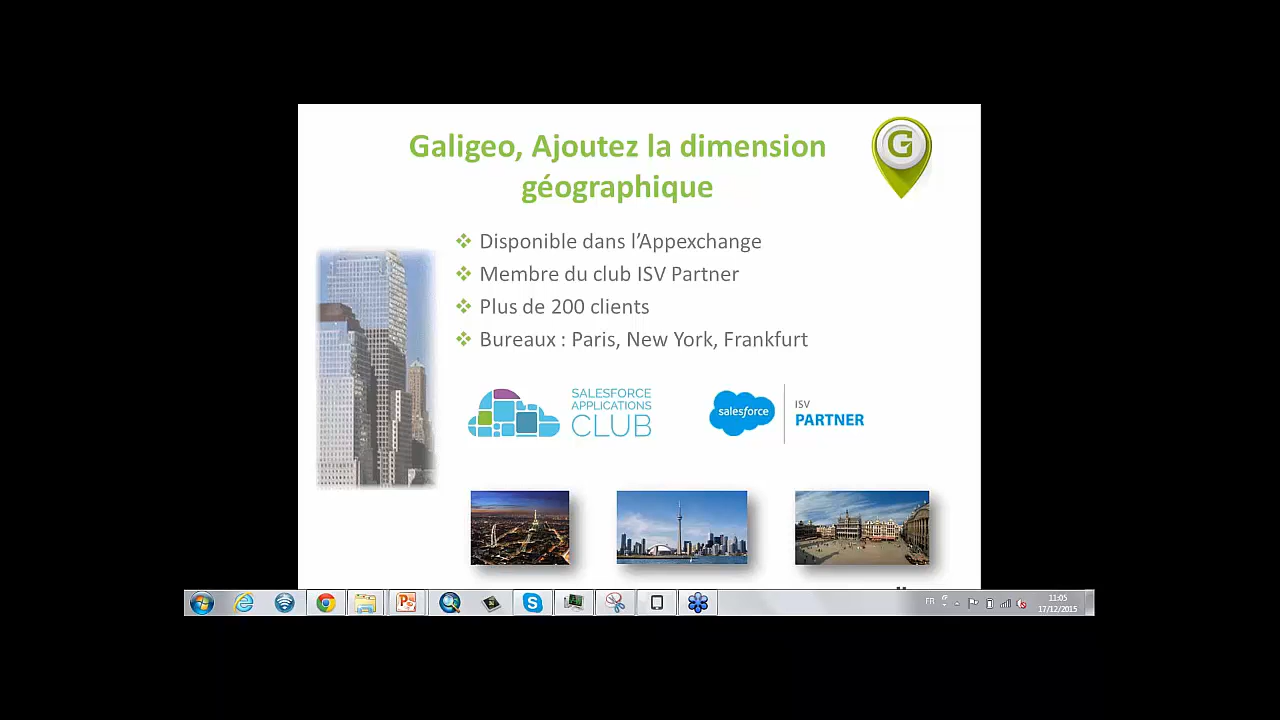 Galigeo, Ajoutez la dimension
géographique
G
Disponible dans l’Appexchange
Membre du club ISV Partner
Plus de 200 clients
Bureaux : Paris, New York, Frankfurt
SALESFORCE
APPLICATIONS
CLUB
salesforce
ISV
PARTNER
FR
11:05
17/12/2015